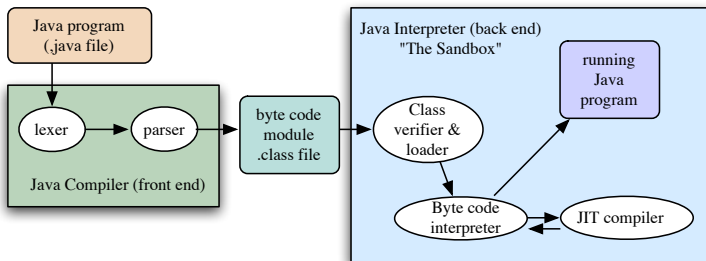 Java program
(.java file)
lexer
parser
Java Compiler (front end)
byte code
module
.class file
Java Interpreter (back end)
"The Sandbox"
Class
verifier &
loader
running
Java
program
Byte code
interpreter
JIT compiler